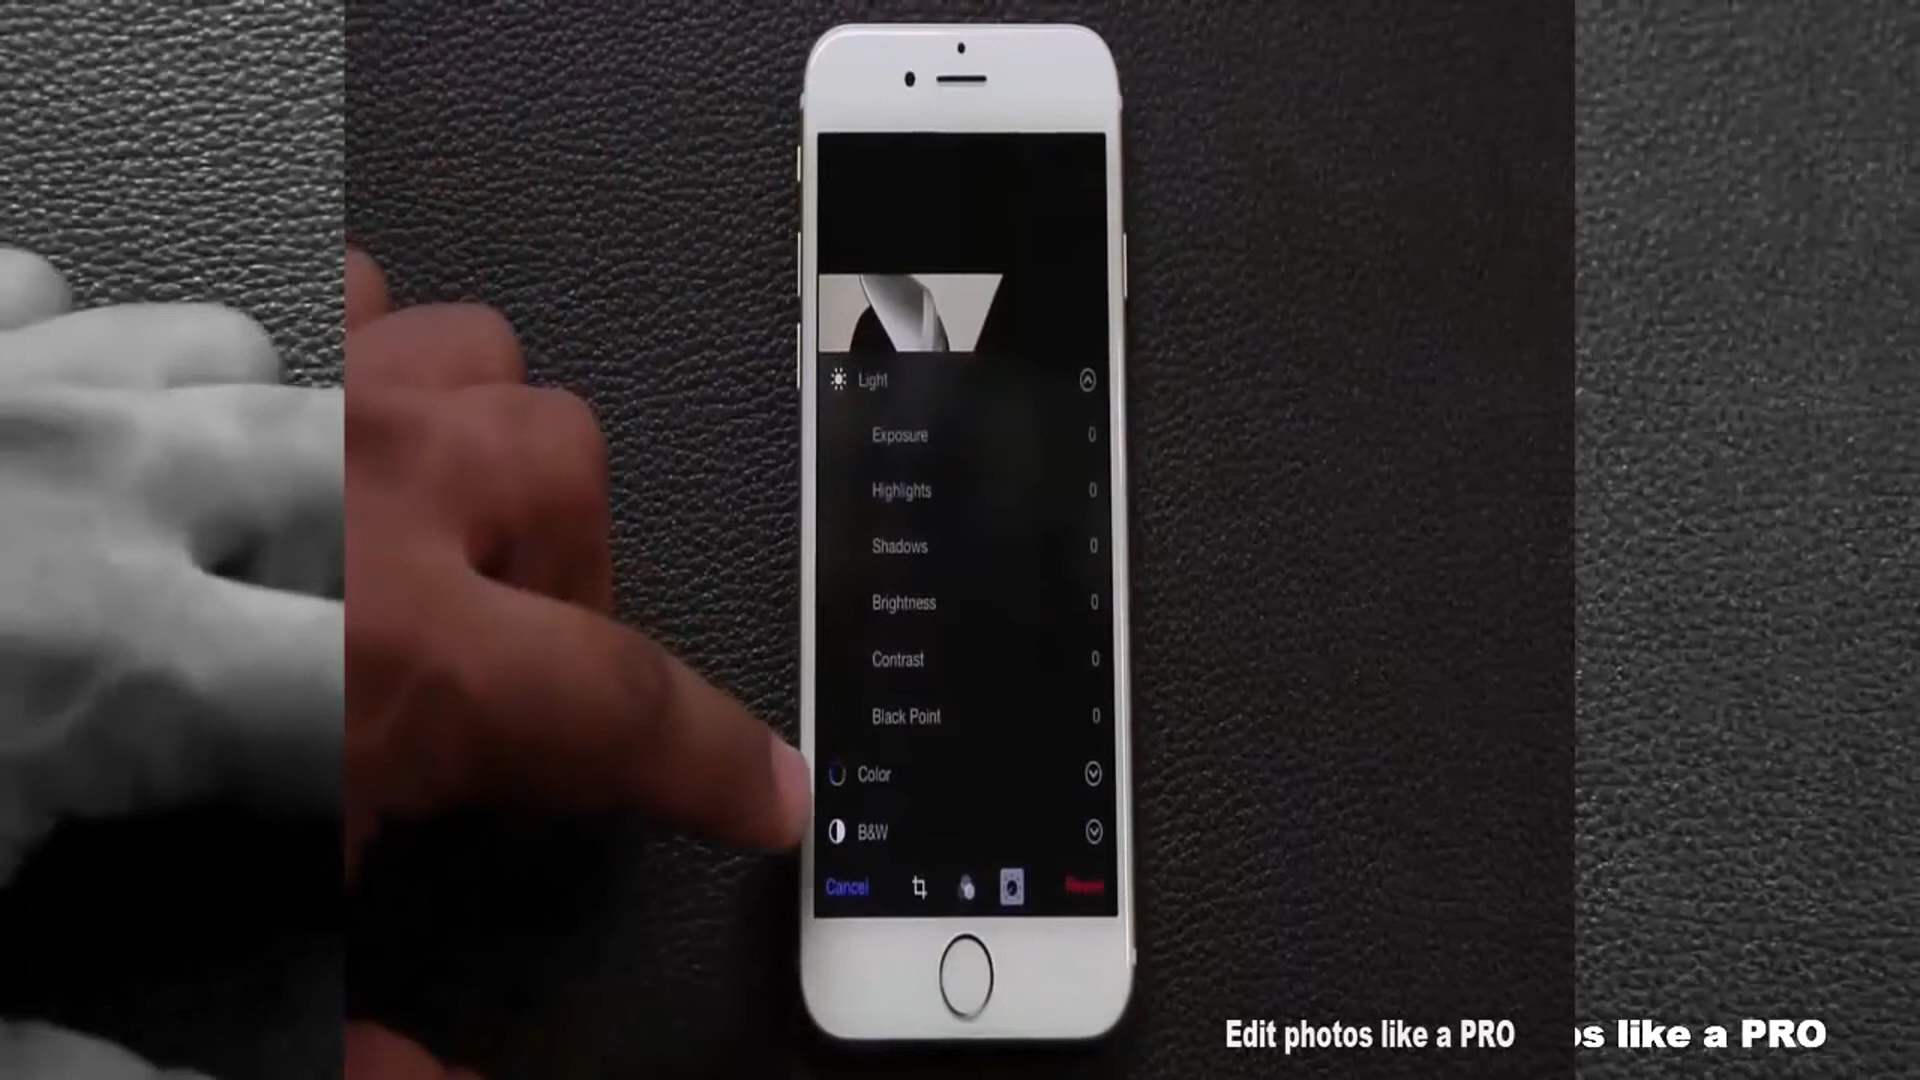 Light
Exposure 0
Highlights 0
Shadows 0
Brightness 0
Contrast 0
Black Point 0
Color
B&W
Cancel
Edit photos like a PRO
like a PRO